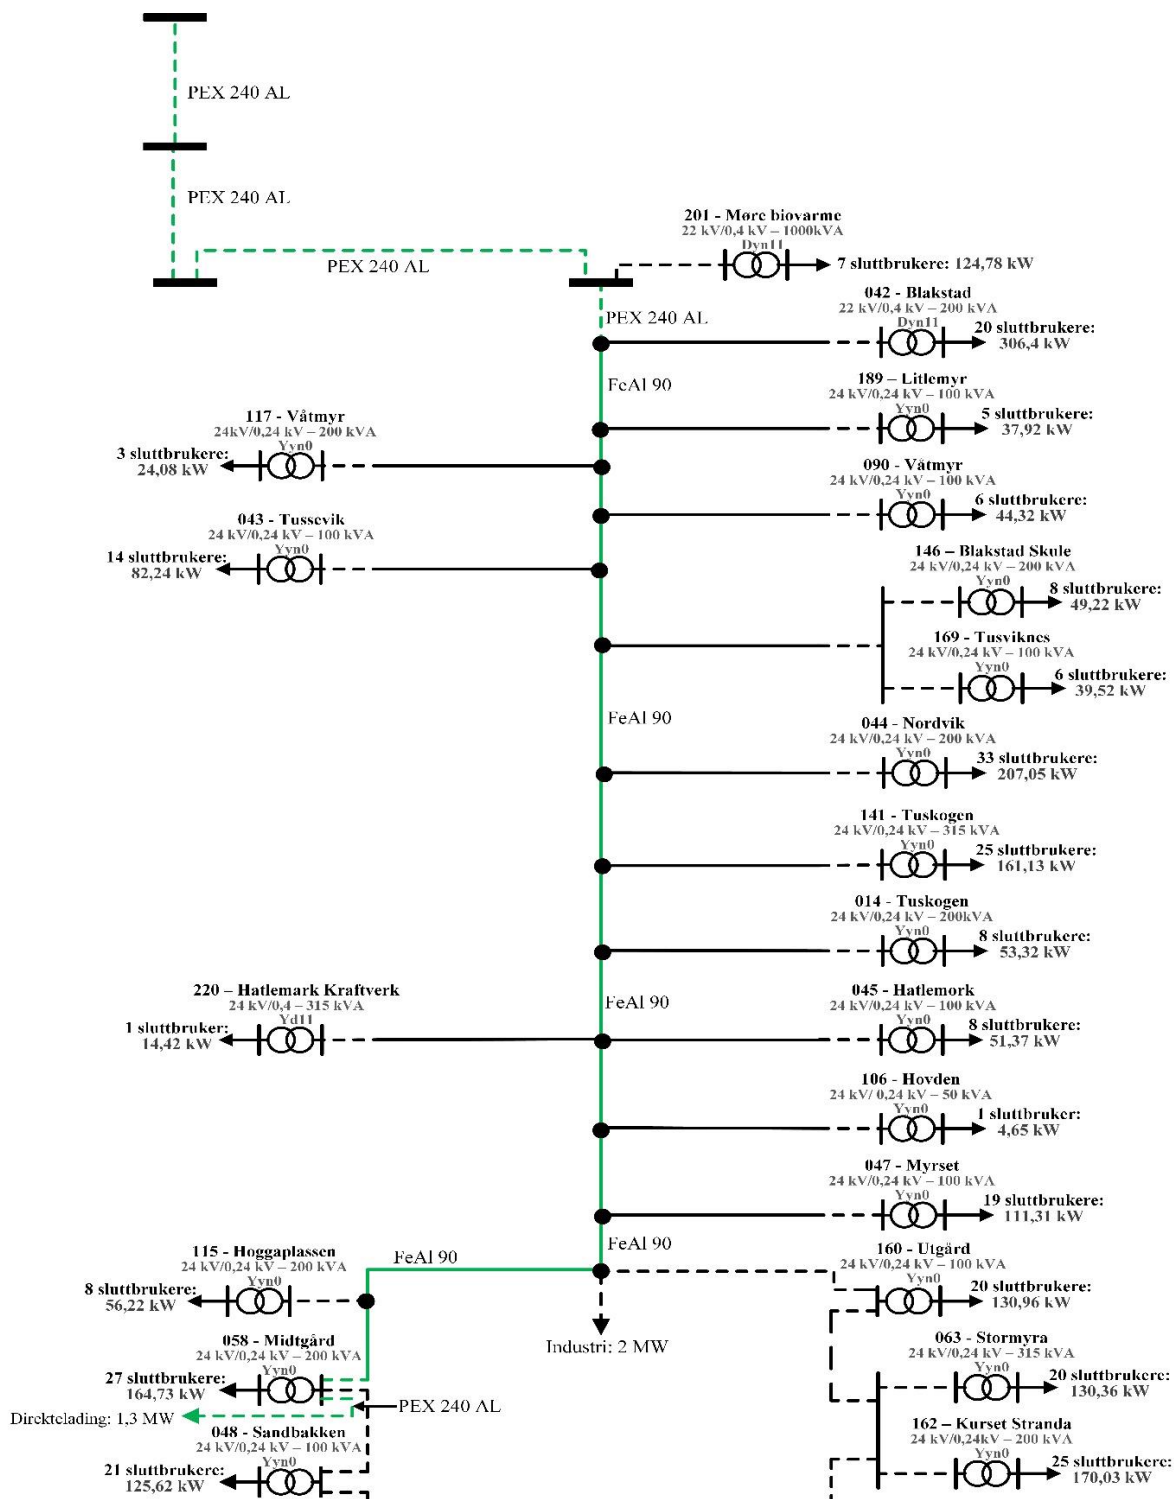 PEX 240 AL
PEX 240 AL
PEX 240 AL
201 - Møre biovarme
22 kV/0,4 kV – 1000kVA
Dyn11
7 sluttbrukere: 124,78 kW
PEX 240 AL
042 - Blakstad
22 kV/0,4 kV - 200 kVA
Dyn11
20 sluttbrukere:
306,4 kW
FeAl 90
189 – Litlemyr
24 kV/0,24 kV – 100 kVA
Yyn0
5 sluttbrukere:
37,92 kW
117 - Våtmyr
24kV/0,24 kV – 200 kVA
Yyn0
3 sluttbrukere:
24,08 kW
090 - Våtmyr
24 kV/0,24 kV – 100 kVA
Yyn0
6 sluttbrukere:
44,32 kW
043 - Tussevik
24 kV/0,24 kV – 100 kVA
Yyn0
14 sluttbrukere:
82,24 kW
146 – Blakstad Skule
24 kV/0,24 kV – 200 kVA
Yyn0
8 sluttbrukere:
49,22 kW
169 - Tusviknes
24 kV/0,24 kV – 100 kVA
Yyn0
6 sluttbrukere:
39,52 kW
FeAl 90
044 - Nordvik
24 kV/0,24 kV – 200 kVA
Yyn0
33 sluttbrukere:
207,05 kW
141 - Tuskogen
24 kV/0,24 kV – 315 kVA
Yyn0
25 sluttbrukere:
161,13 kW
014 - Tuskogen
24 kV/0,24 kV – 200kVA
Yyn0
8 sluttbrukere:
53,32 kW
FeAl 90
220 – Hatlemark Kraftverk
24 kV/0,4 – 315 kVA
Yd11
1 sluttbruker:
14,42 kW
045 - Hatlemork
24 kV/0,24 kV – 100 kVA
Yyn0
8 sluttbrukere:
51,37 kW
106 - Hovden
24 kV/ 0,24 kV – 50 kVA
Yyn0
1 sluttbruker:
4,65 kW
047 - Myrset
24 kV/0,24 kV – 100 kVA
Yyn0
19 sluttbrukere:
111,31 kW
FeAl 90
FeAl 90
115 - Hoggaplassen
24 kV/0,24 kV – 200 kVA
Yyn0
8 sluttbrukere:
56,22 kW
160 - Utgård
24 kV/0,24 kV – 100 kVA
Yyn0
20 sluttbrukere:
130,96 kW
Industri: 2 MW
058 - Midtgård
24 kV/0,24 kV – 200 kVA
Yyn0
27 sluttbrukere:
164,73 kW
063 - Stormyra
24 kV/0,24 kV – 315 kVA
Yyn0
20 sluttbrukere:
130,36 kW
PEX 240 AL
Direktelading: 1,3 MW
048 - Sandbakken
24 kV/0,24 kV – 100 kVA
Yyn0
21 sluttbrukere:
125,62 kW
162 – Kurset Stranda
24 kV/0,24kV – 200 kVA
Yyn0
25 sluttbrukere:
170,03 kW